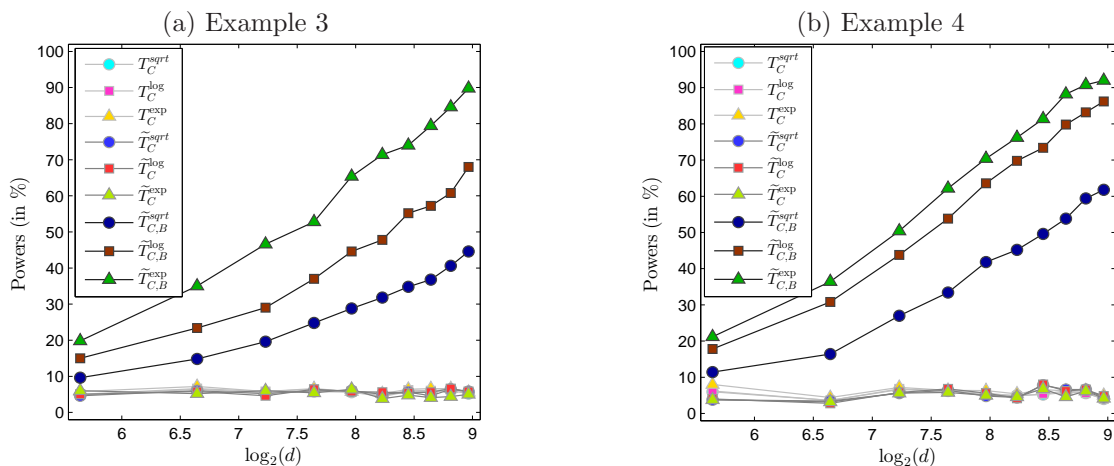 (a) Example 3
100
90
80
70
60
50
40
30
20
10
0
Powers (in %)
5.5 6 6.5 7 7.5 8 8.5 9
log₂(d)
T_C^{sqrt}
T_C^{log}
T_C^{exp}
T̃_C^{sqrt}
T̃_C^{log}
T̃_C^{exp}
T̃_{C,B}^{sqrt}
T̃_{C,B}^{log}
T̃_{C,B}^{exp}
(b) Example 4
100
90
80
70
60
50
40
30
20
10
0
Powers (in %)
6 6.5 7 7.5 8 8.5 9
log₂(d)
T_C^{sqrt}
T_C^{log}
T_C^{exp}
T̃_C^{sqrt}
T̃_C^{log}
T̃_C^{exp}
T̃_{C,B}^{sqrt}
T̃_{C,B}^{log}
T̃_{C,B}^{exp}